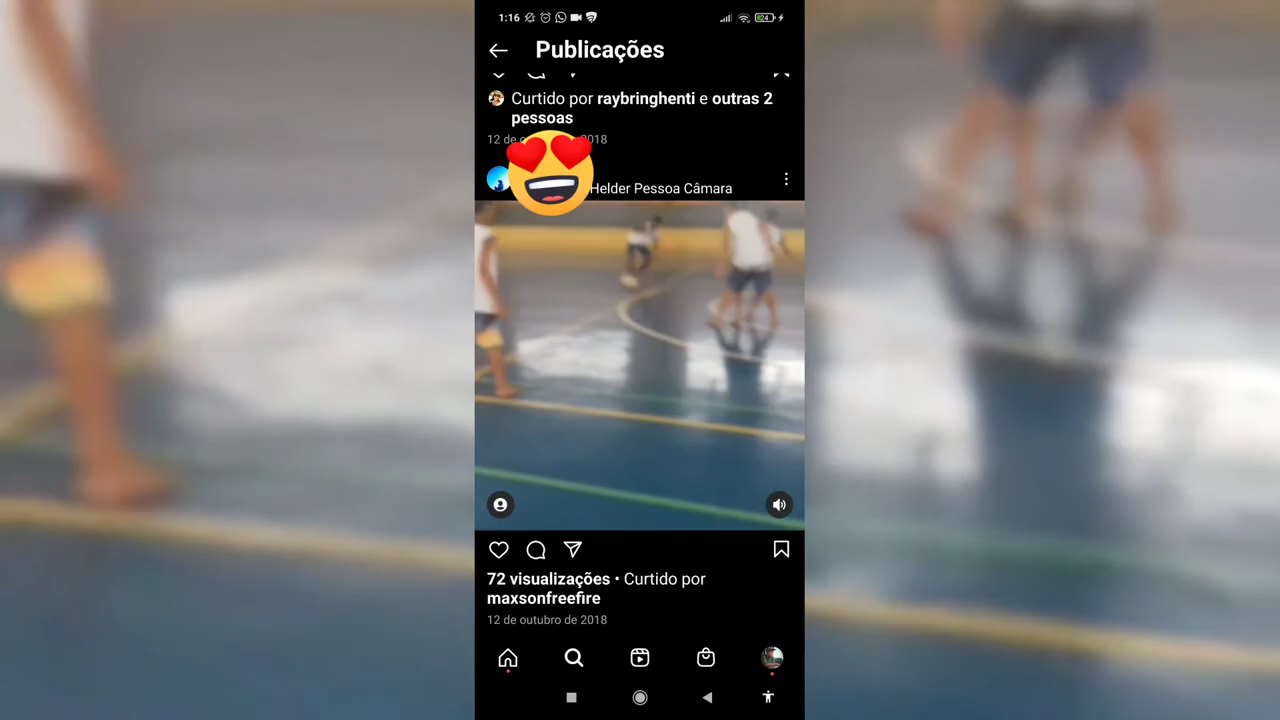 1:16
24
Publicações
Curtido por raybringhenti e outras 2
pessoas
12 de 2018
Helder Pessoa Câmara
72 visualizações • Curtido por
maxsonfreefire
12 de outubro de 2018